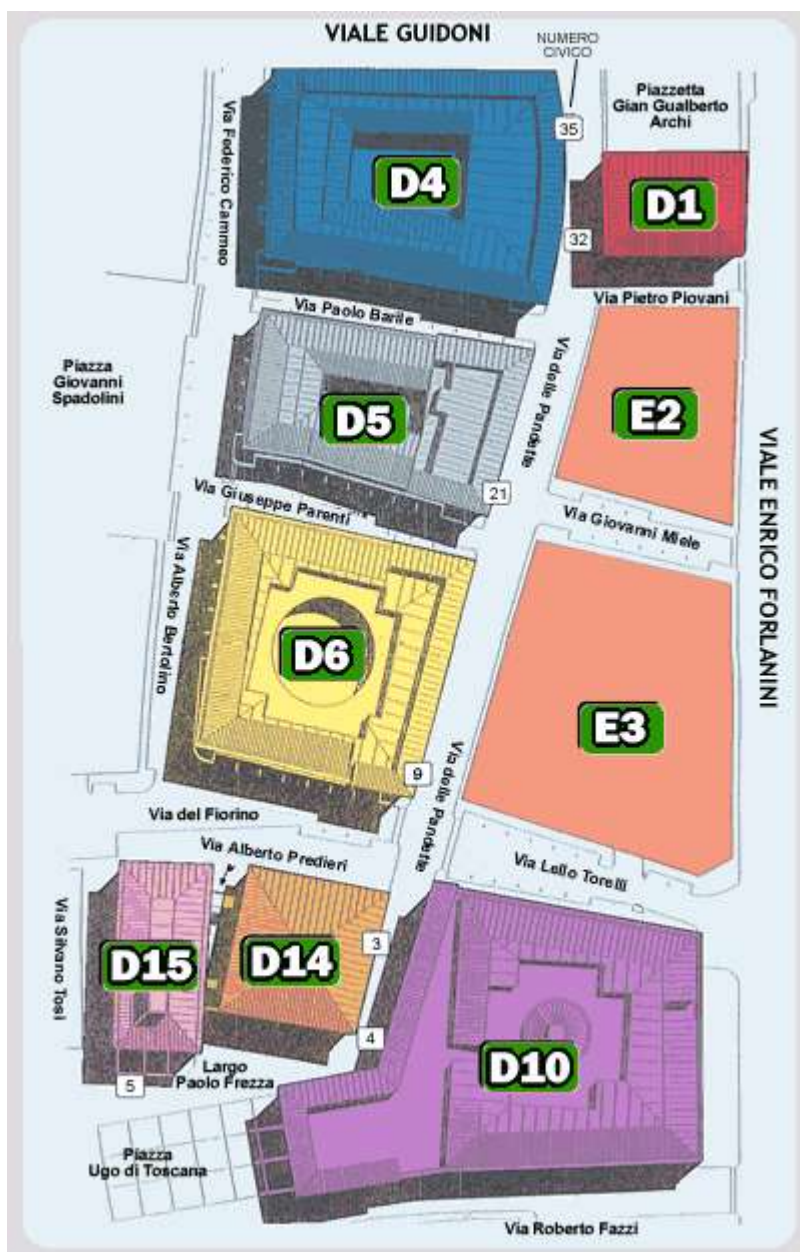 VIALE GUIDONI
NUMERO
CIVICO
Piazzetta
Gian Gualberto
Archi
Via Federico Cammeo
35
D4
D1
32
Via Pietro Piovani
Via Paolo Barile
Piazza
Giovanni
Spadolini
Via delle Pandette
E2
D5
VIALE ENRICO FORLANINI
21
Via Giuseppe Parenti
Via Giovanni Miele
Via Alberto Bertolino
D6
E3
9
Via delle Pandette
Via del Fiorino
Via Alberto Predieri
Via Lello Torelli
Via Silvano Tosi
D15
D14
3
4
D10
Largo
Paolo Frezza
5
Piazza
Ugo di Toscana
Via Roberto Fazzi